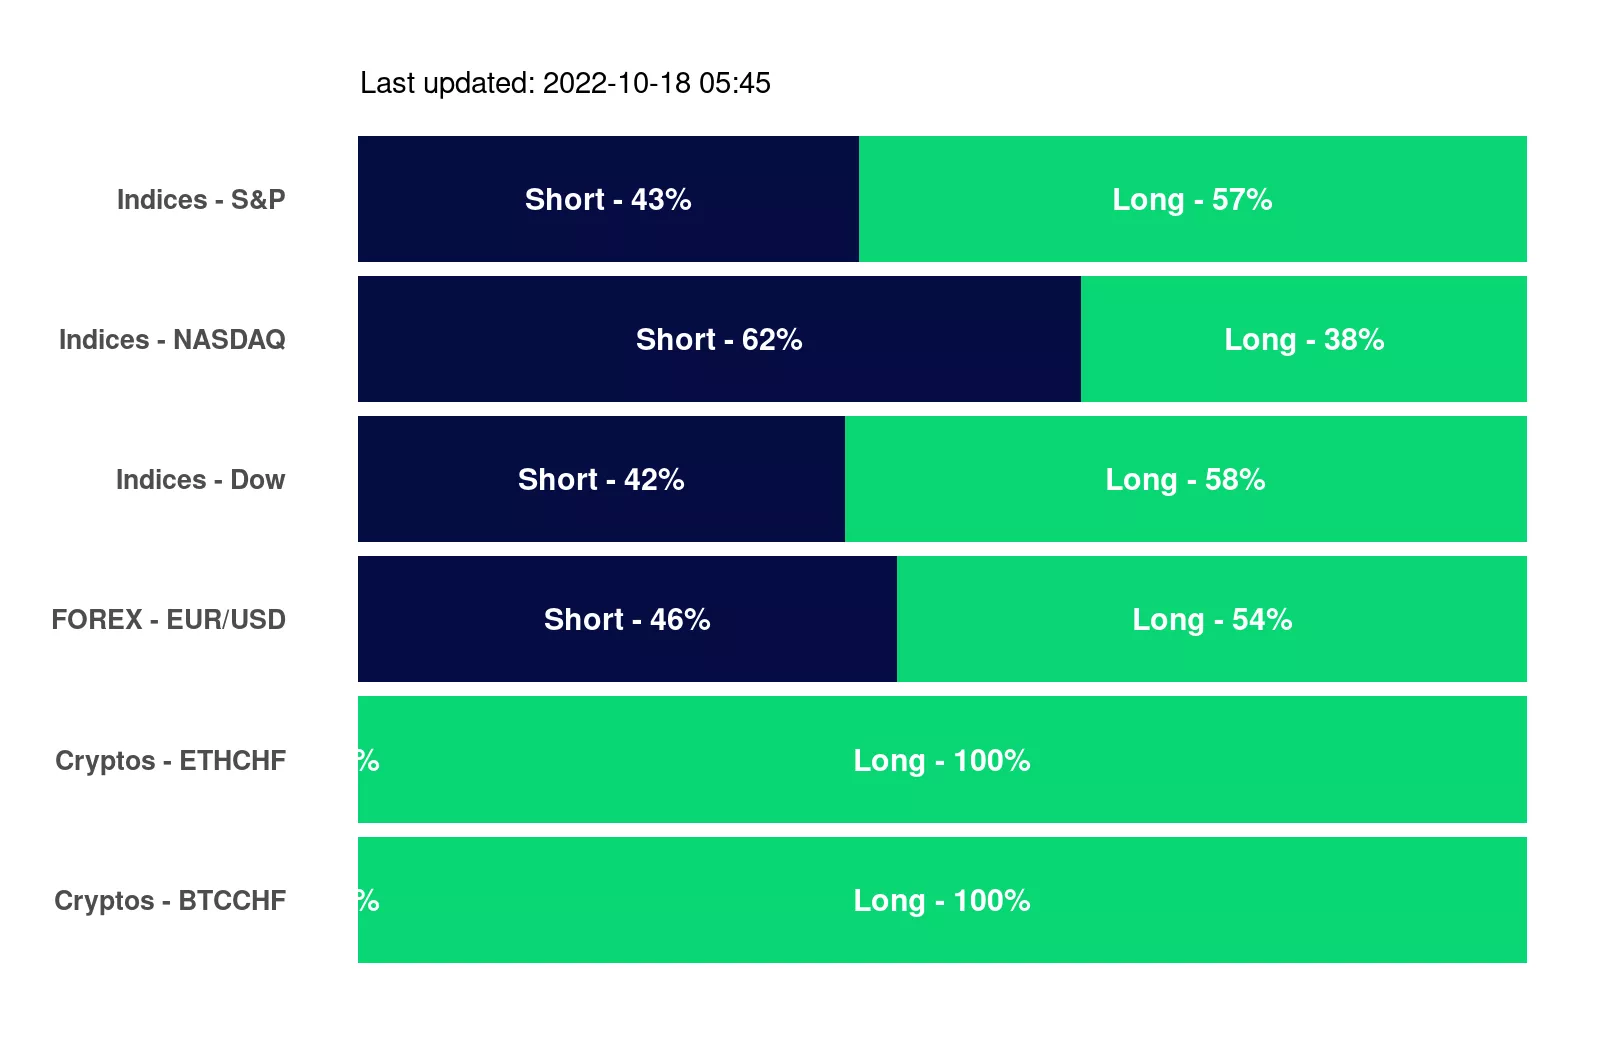 Last updated: 2022-10-18 05:45
Indices - S&P Short - 43% Long - 57%
Indices - NASDAQ Short - 62% Long - 38%
Indices - Dow Short - 42% Long - 58%
FOREX - EUR/USD Short - 46% Long - 54%
Cryptos - ETHCHF % Long - 100%
Cryptos - BTCCHF % Long - 100%